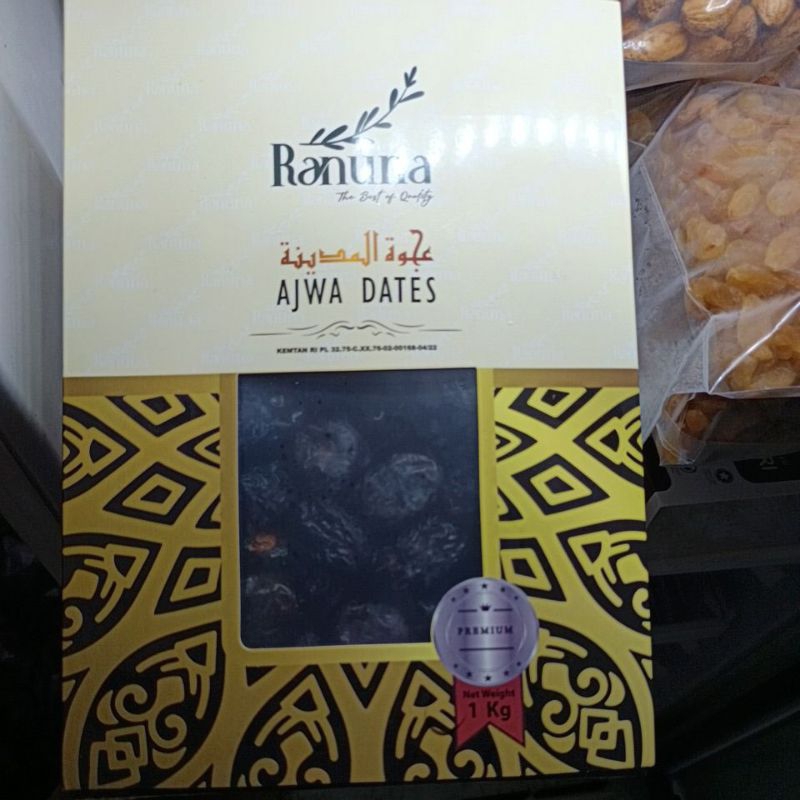 Ranuna
The Best of Quality
عجوة المدينة
AJWA DATES
KEMTAN RI PL 32.75-C.XX.76-02-00168-04/22
PREMIUM
Net Weight
1 Kg